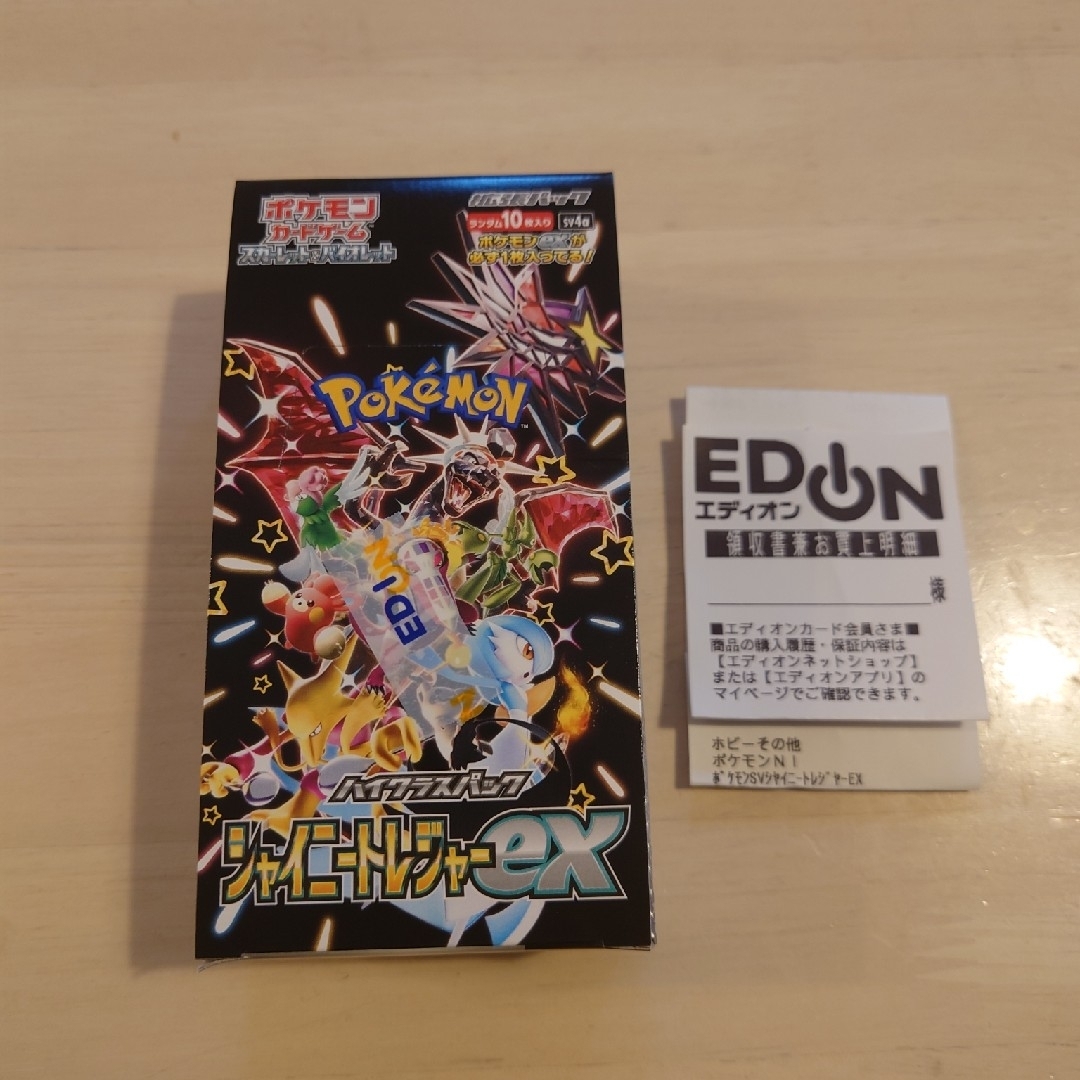 ポケモン
カードゲーム
スカーレット&バイオレット
拡張パック
ランダム10枚入り sv4a
ポケモンexが
必ず1枚入ってる!
POKéMON
™
EDION
ハイクラスパック
シャイニートレジャーex
EDION
エディオン
領収書兼お買上明細
様
■エディオンカード会員さま■
商品の購入履歴・保証内容は
【エディオンネットショップ】
または【エディオンアプリ】の
マイページでご確認できます。
ホビーその他
ポケモンNI
ポケモンSVシャイニートレジャーEX